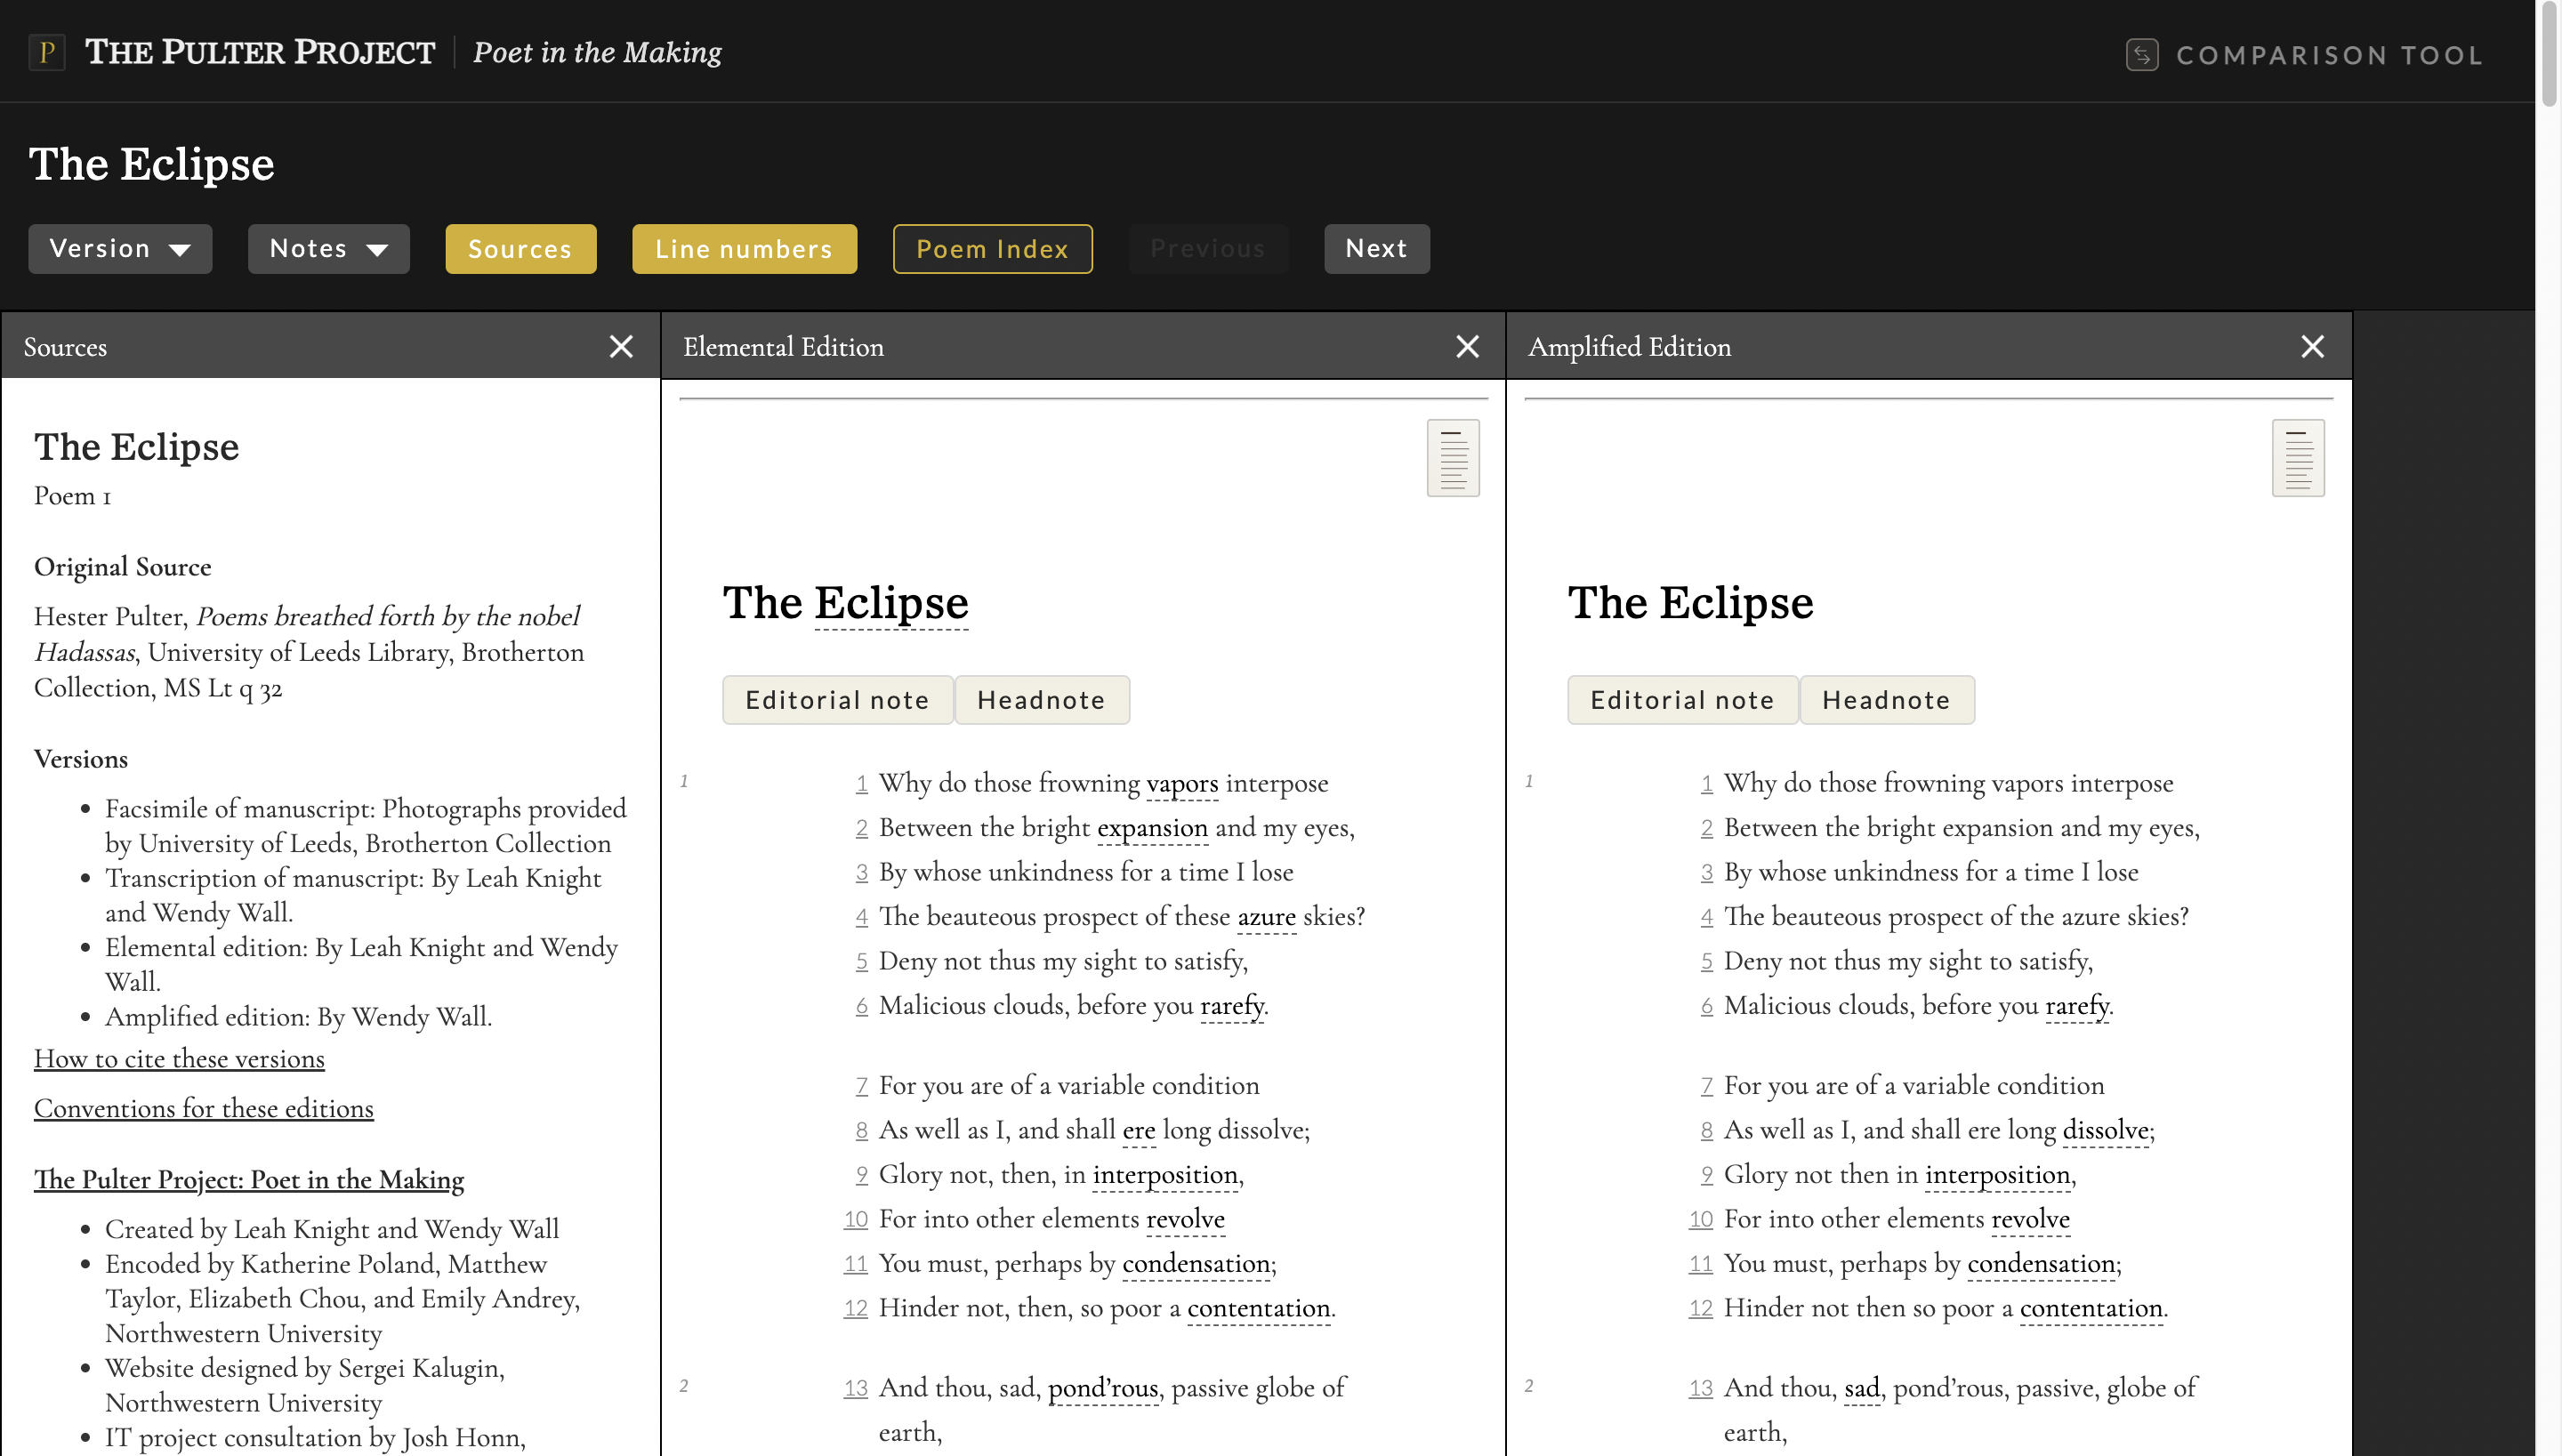 P THE PULTER PROJECT Poet in the Making
COMPARISON TOOL
The Eclipse
Version Notes Sources Line numbers Poem Index Previous Next
Sources
The Eclipse
Poem 1
Original Source
Hester Pulter, Poems breathed forth by the nobel
Hadassas, University of Leeds Library, Brotherton
Collection, MS Lt q 32
Versions
• Facsimile of manuscript: Photographs provided
by University of Leeds, Brotherton Collection
• Transcription of manuscript: By Leah Knight
and Wendy Wall.
• Elemental edition: By Leah Knight and Wendy
Wall.
• Amplified edition: By Wendy Wall.
How to cite these versions
Conventions for these editions
The Pulter Project: Poet in the Making
• Created by Leah Knight and Wendy Wall
• Encoded by Katherine Poland, Matthew
Taylor, Elizabeth Chou, and Emily Andrey,
Northwestern University
• Website designed by Sergei Kalugin,
Northwestern University
• IT project consultation by Josh Honn,
Elemental Edition
The Eclipse
Editorial note Headnote
1
1 Why do those frowning vapors interpose
2 Between the bright expansion and my eyes,
3 By whose unkindness for a time I lose
4 The beauteous prospect of these azure skies?
5 Deny not thus my sight to satisfy,
6 Malicious clouds, before you rarefy.
7 For you are of a variable condition
8 As well as I, and shall ere long dissolve;
9 Glory not, then, in interposition,
10 For into other elements revolve
11 You must, perhaps by condensation;
12 Hinder not, then, so poor a contentation.
2
13 And thou, sad, pond’rous, passive globe of
earth,
Amplified Edition
The Eclipse
Editorial note Headnote
1
1 Why do those frowning vapors interpose
2 Between the bright expansion and my eyes,
3 By whose unkindness for a time I lose
4 The beauteous prospect of the azure skies?
5 Deny not thus my sight to satisfy,
6 Malicious clouds, before you rarefy.
7 For you are of a variable condition
8 As well as I, and shall ere long dissolve;
9 Glory not then in interposition,
10 For into other elements revolve
11 You must, perhaps by condensation;
12 Hinder not then so poor a contentation.
2
13 And thou, sad, pond’rous, passive, globe of
earth,